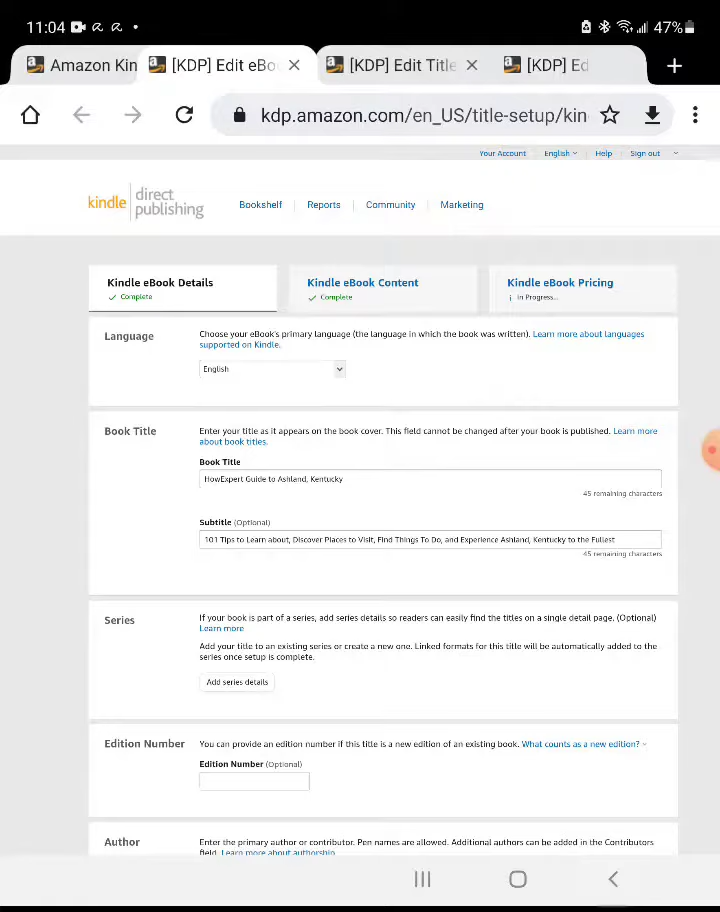 11:04 47%
Amazon Kin [KDP] Edit eBo [KDP] Edit Title [KDP] Ed
kdp.amazon.com/en_US/title-setup/kin
Your Account English Help Sign out
kindle direct publishing
Bookshelf Reports Community Marketing
Kindle eBook Details Kindle eBook Content Kindle eBook Pricing
Complete Complete In Progress...
Language Choose your eBook's primary language (the language in which the book was written). Learn more about languages
supported on Kindle.
English
Book Title Enter your title as it appears on the book cover. This field cannot be changed after your book is published. Learn more
about book titles.
Book Title
HowExpert Guide to Ashland, Kentucky
45 remaining characters
Subtitle (Optional)
101 Tips to Learn about, Discover Places to Visit, Find Things To Do, and Experience Ashland, Kentucky to the Fullest
45 remaining characters
Series If your book is part of a series, add series details so readers can easily find the titles on a single detail page. (Optional)
Learn more
Add your title to an existing series or create a new one. Linked formats for this title will be automatically added to the
series once setup is complete.
Add series details
Edition Number You can provide an edition number if this title is a new edition of an existing book. What counts as a new edition?
Edition Number (Optional)
Author Enter the primary author or contributor. Pen names are allowed. Additional authors can be added in the Contributors
field. Learn more about authorship